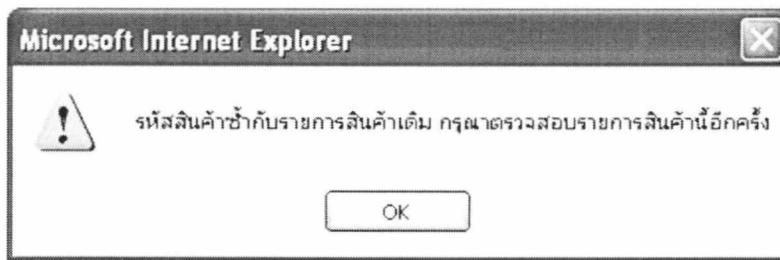 Microsoft Internet Explorer
รหัสสินค้าซ้ำกับรายการสินค้าเดิม กรุณาตรวจสอบรายการสินค้านี้อีกครั้ง
OK